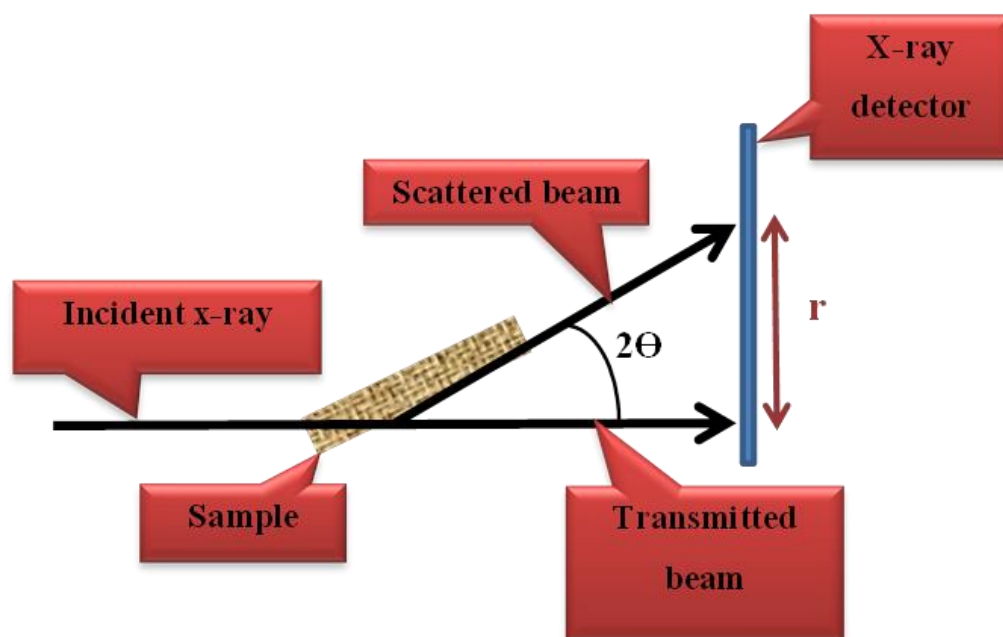 X-ray
detector
Scattered beam
Incident x-ray
2Θ
r
Sample
Transmitted
beam